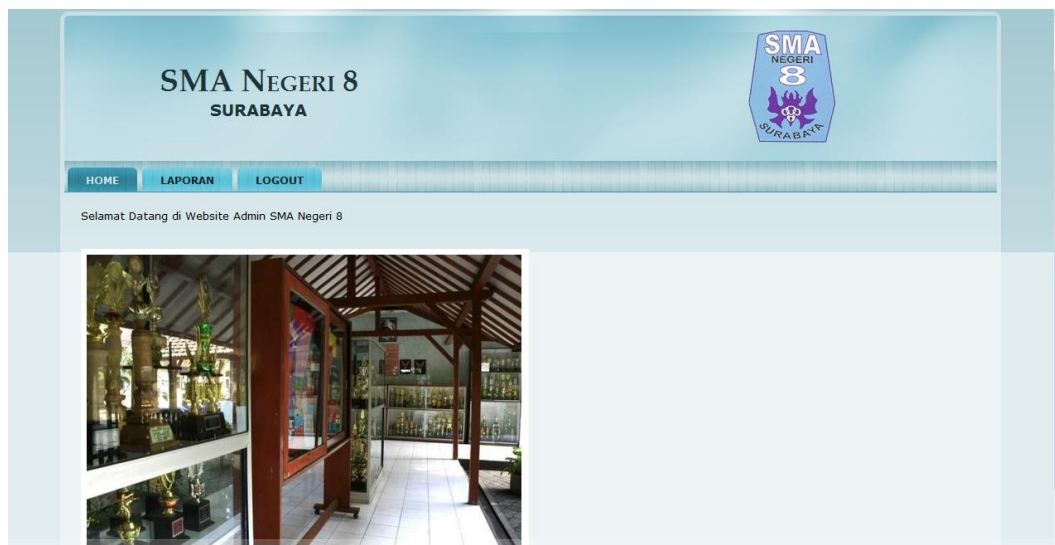 SMA NEGERI 8
SURABAYA
SMA
NEGERI
8
SURABAYA
HOME LAPORAN LOGOUT
Selamat Datang di Website Admin SMA Negeri 8